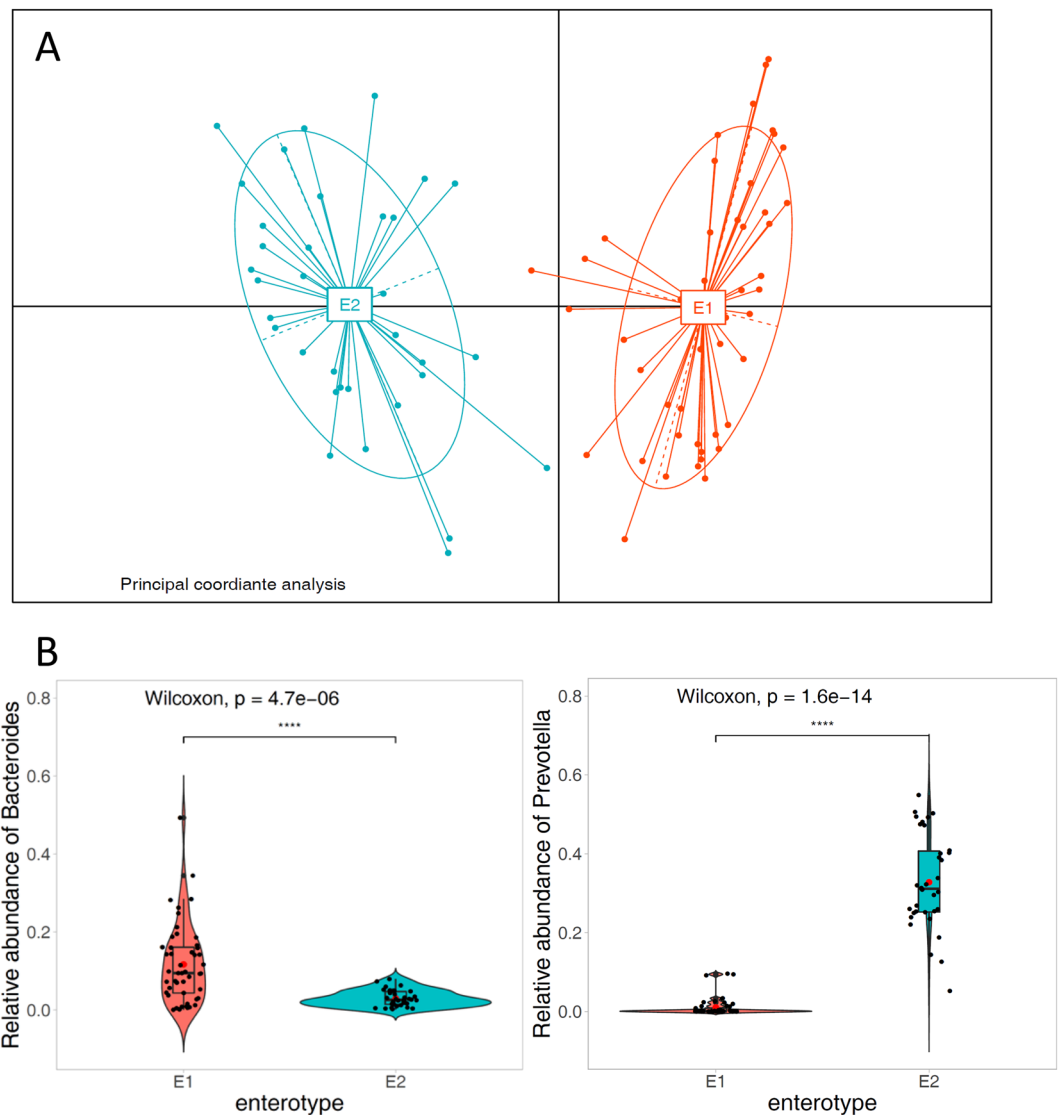 A
E2
E1
Principal coordiante analysis
B
Relative abundance of Bacteroides
0.8
0.6
0.4
0.2
0.0
Wilcoxon, p = 4.7e−06
****
E1
E2
enterotype
Relative abundance of Prevotella
0.8
0.6
0.4
0.2
0.0
Wilcoxon, p = 1.6e−14
****
E1
E2
enterotype